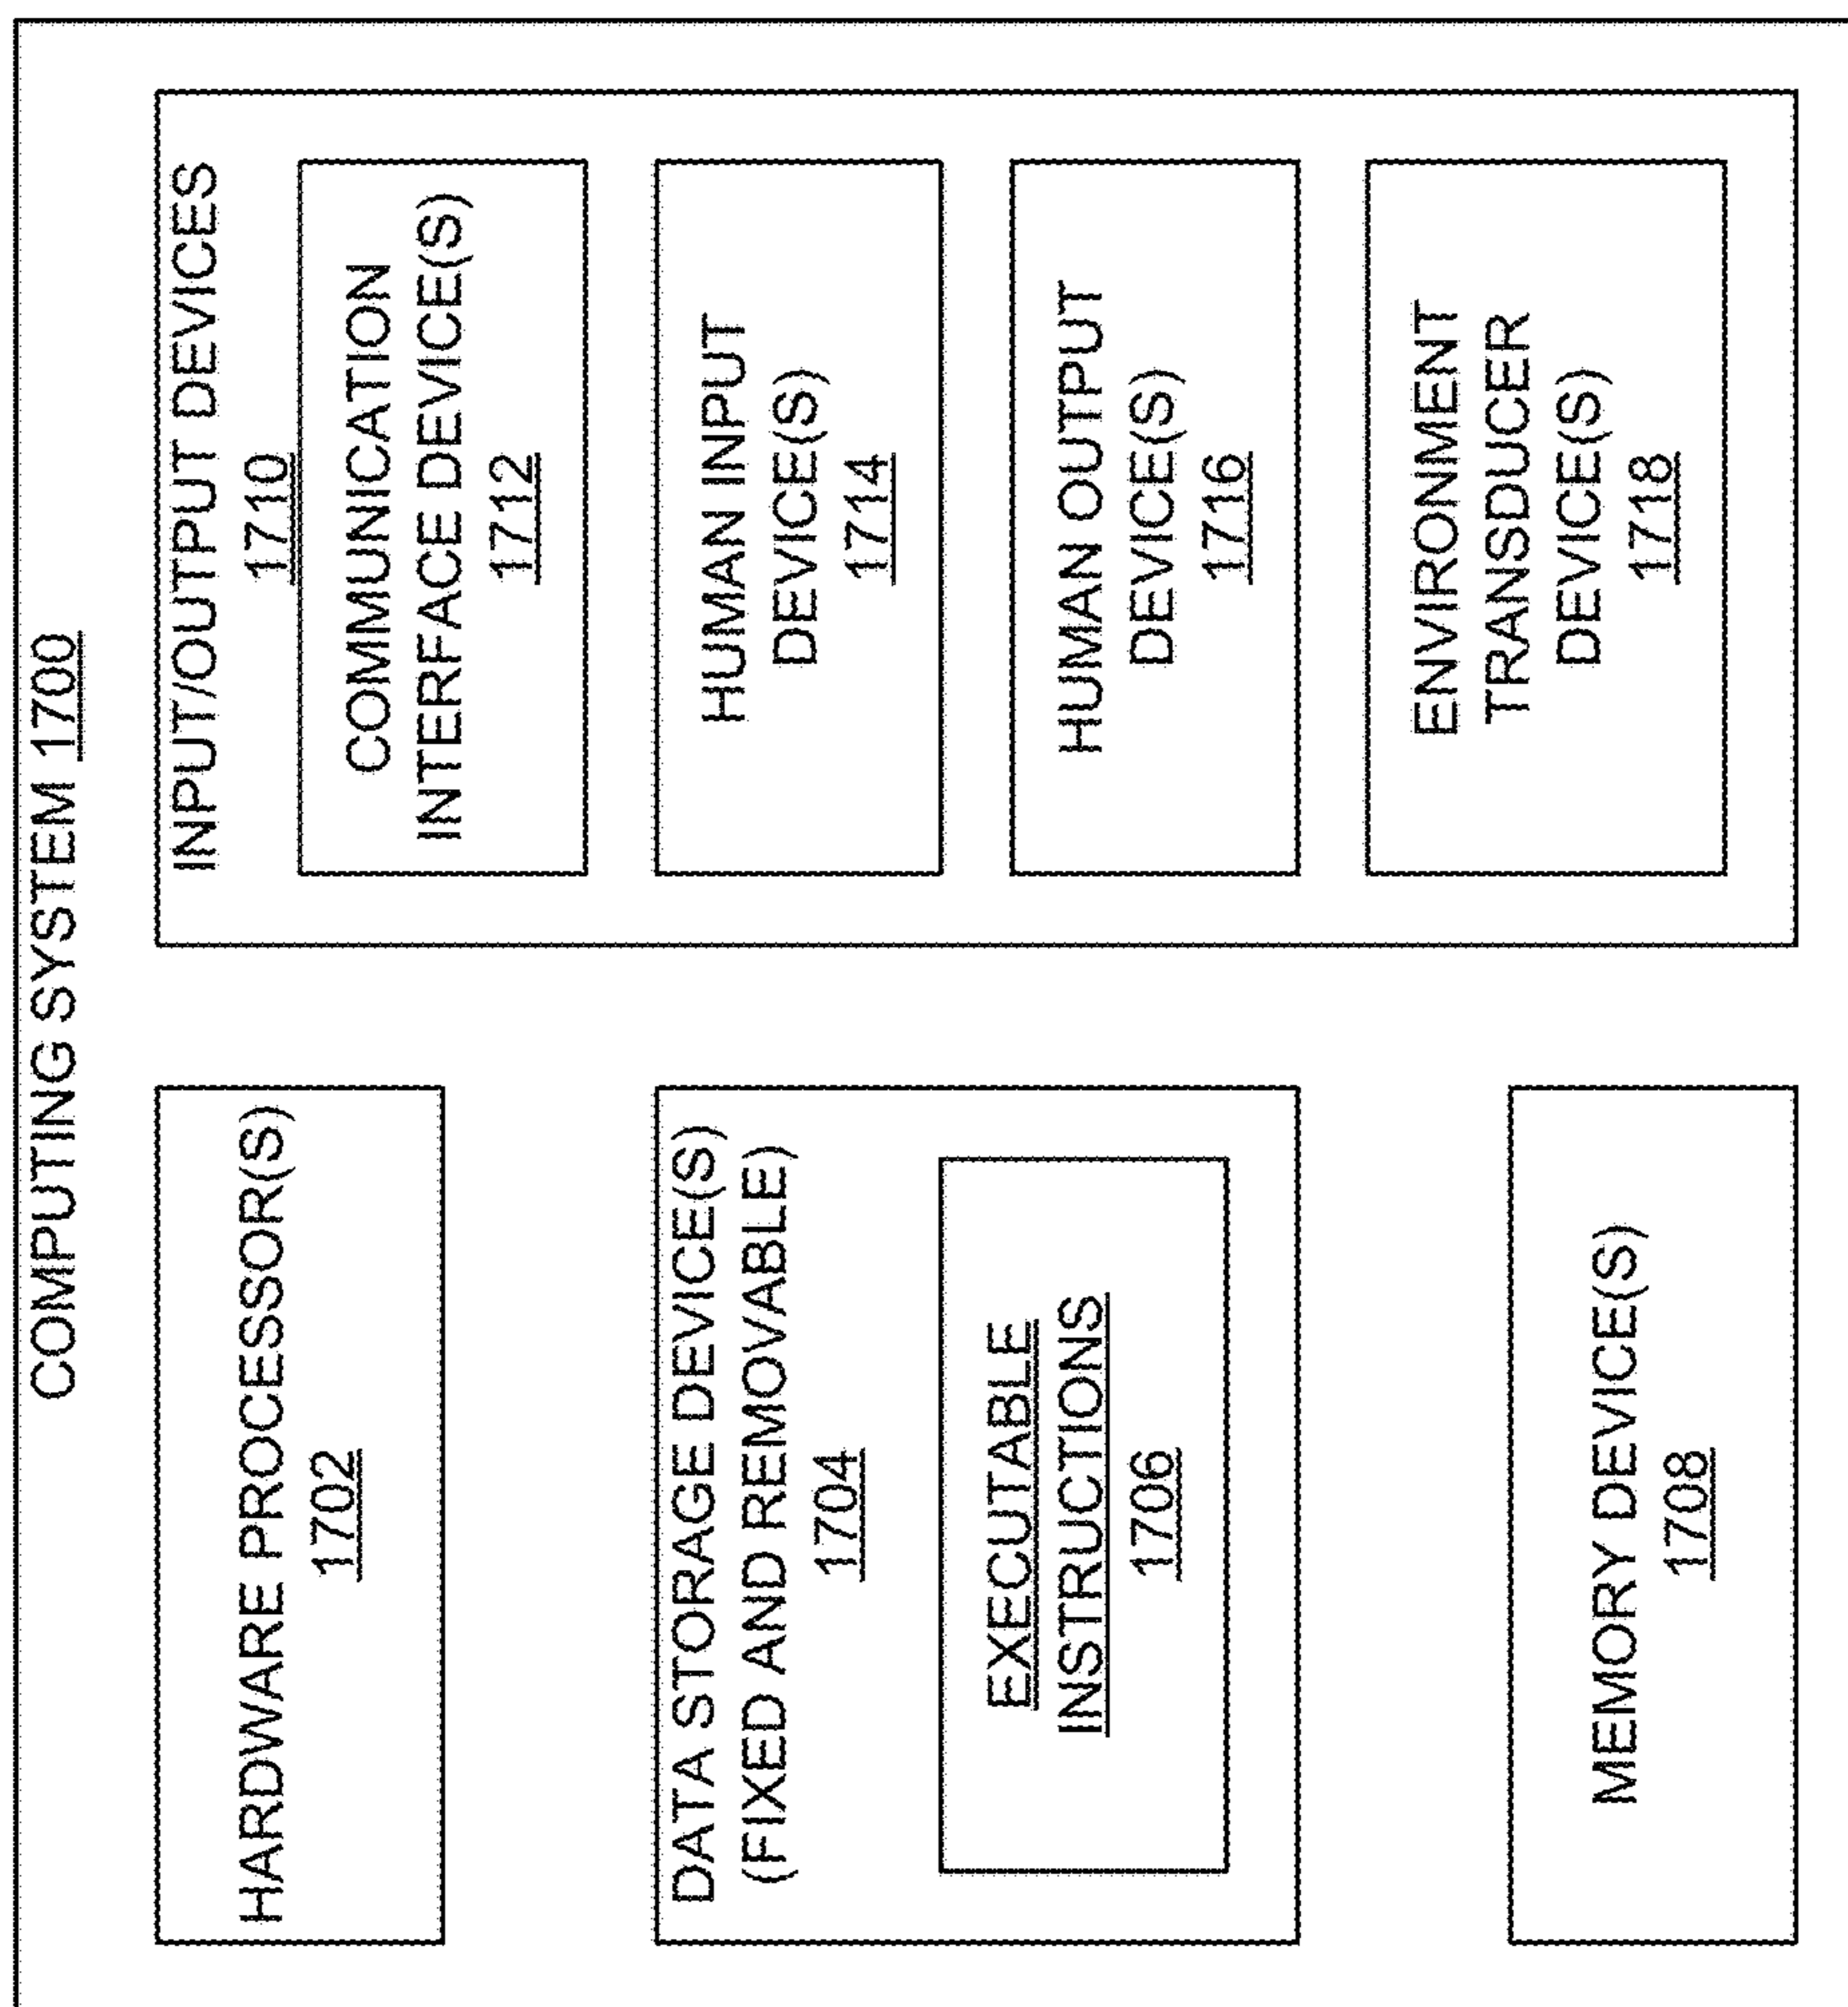 COMPUTING SYSTEM 1700
HARDWARE PROCESSOR(S)
1702
DATA STORAGE DEVICE(S)
(FIXED AND REMOVABLE)
1704
EXECUTABLE
INSTRUCTIONS
1706
MEMORY DEVICE(S)
1708
INPUT/OUTPUT DEVICES
1710
COMMUNICATION
INTERFACE DEVICE(S)
1712
HUMAN INPUT
DEVICE(S)
1714
HUMAN OUTPUT
DEVICE(S)
1716
ENVIRONMENT
TRANSDUCER
DEVICE(S)
1718